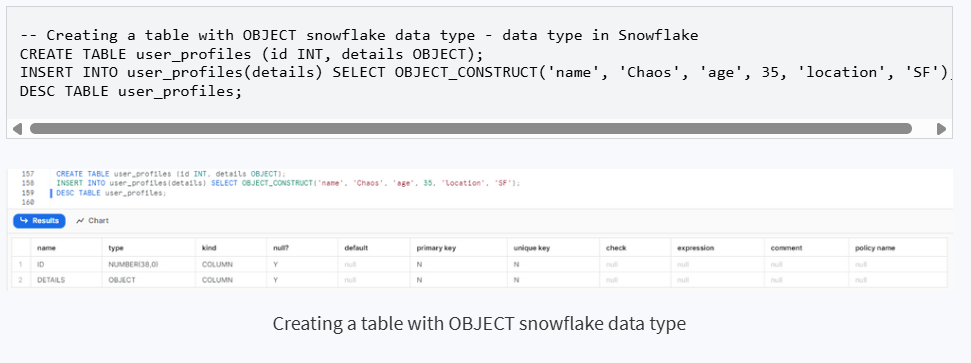 -- Creating a table with OBJECT snowflake data type - data type in Snowflake
CREATE TABLE user_profiles (id INT, details OBJECT);
INSERT INTO user_profiles(details) SELECT OBJECT_CONSTRUCT('name', 'Chaos', 'age', 35, 'location', 'SF')
DESC TABLE user_profiles;
157 CREATE TABLE user_profiles (id INT, details OBJECT);
158 INSERT INTO user_profiles(details) SELECT OBJECT_CONSTRUCT('name', 'Chaos', 'age', 35, 'location', 'SF');
159 DESC TABLE user_profiles;
160
Results Chart
name type kind null? default primary key unique key check expression comment policy name
1 ID NUMBER(38,0) COLUMN Y null N N null null null null
2 DETAILS OBJECT COLUMN Y null N N null null null null
Creating a table with OBJECT snowflake data type